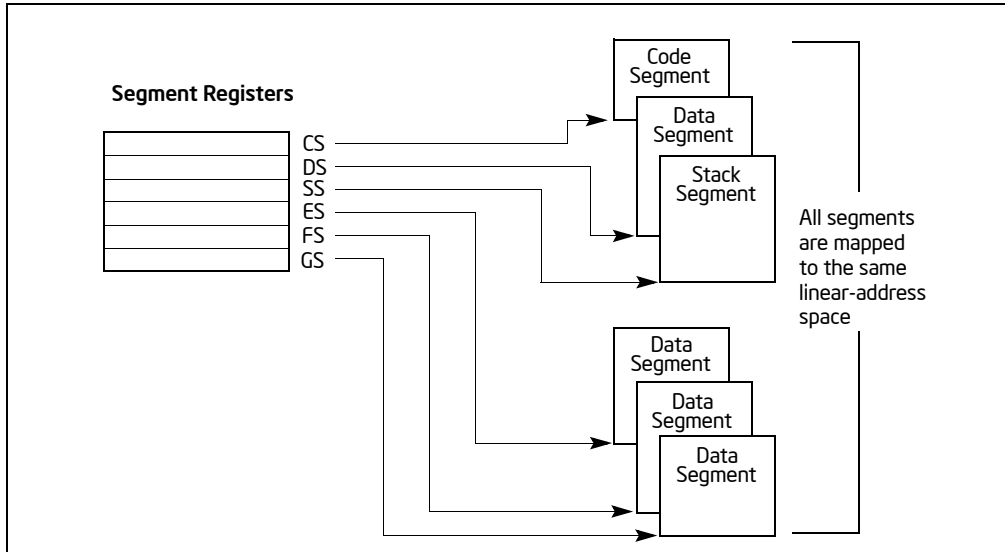 Segment Registers
CS
DS
SS
ES
FS
GS
Code
Segment
Data
Segment
Stack
Segment
Data
Segment
Data
Segment
Data
Segment
All segments
are mapped
to the same
linear-address
space